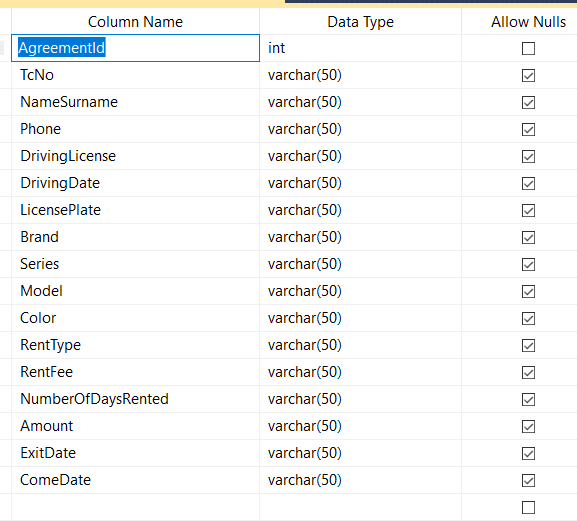 Column Name Data Type Allow Nulls
AgreementId int
TcNo varchar(50)
NameSurname varchar(50)
Phone varchar(50)
DrivingLicense varchar(50)
DrivingDate varchar(50)
LicensePlate varchar(50)
Brand varchar(50)
Series varchar(50)
Model varchar(50)
Color varchar(50)
RentType varchar(50)
RentFee varchar(50)
NumberOfDaysRented varchar(50)
Amount varchar(50)
ExitDate varchar(50)
ComeDate varchar(50)